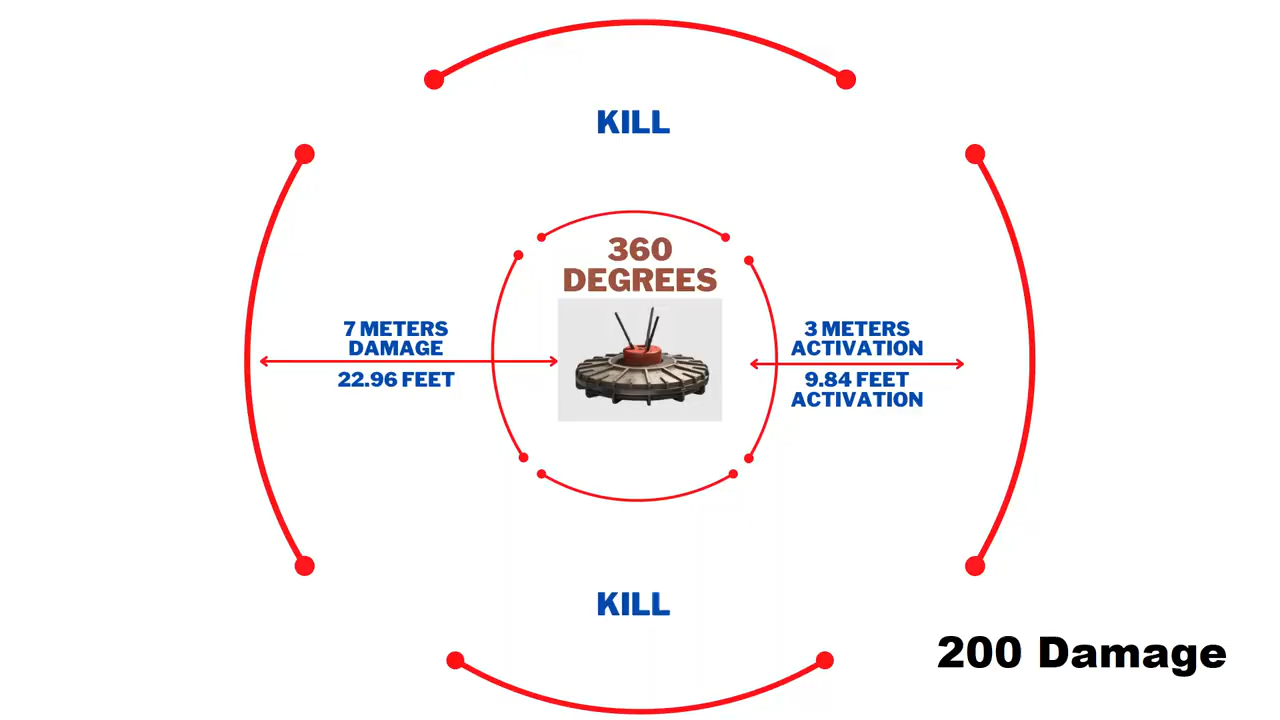 KILL
360
DEGREES
7 METERS
DAMAGE
22.96 FEET
3 METERS
ACTIVATION
9.84 FEET
ACTIVATION
KILL
200 Damage